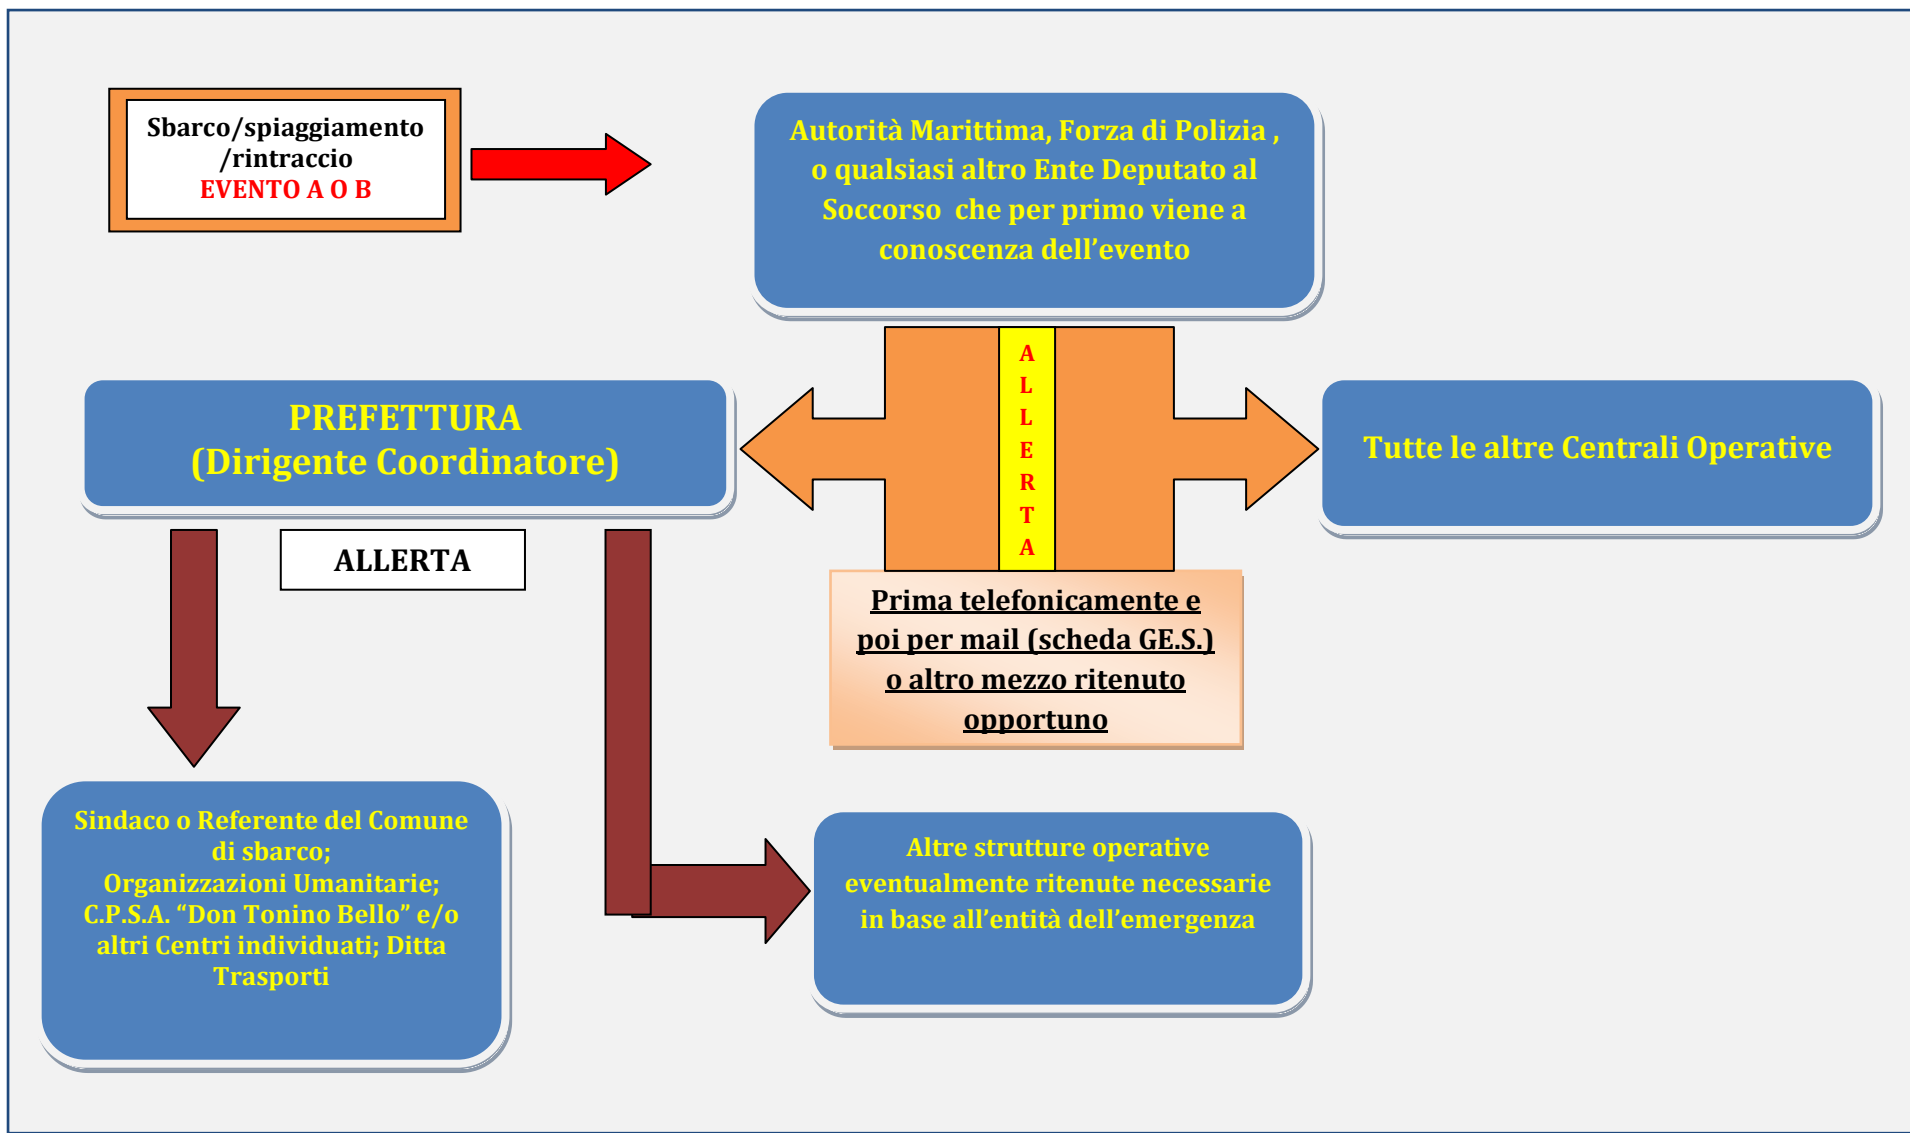 Sbarco/spiaggiamento
/rintraccio
EVENTO A O B
Autorità Marittima, Forza di Polizia ,
o qualsiasi altro Ente Deputato al
Soccorso  che per primo viene a
conoscenza dell’evento
A
L
L
E
R
T
A
PREFETTURA
(Dirigente Coordinatore)
Tutte le altre Centrali Operative
ALLERTA
Prima telefonicamente e
poi per mail (scheda GE.S.)
o altro mezzo ritenuto
opportuno
Sindaco o Referente del Comune
di sbarco;
Organizzazioni Umanitarie;
C.P.S.A. “Don Tonino Bello” e/o
altri Centri individuati; Ditta
Trasporti
Altre strutture operative
eventualmente ritenute necessarie
in base all’entità dell’emergenza